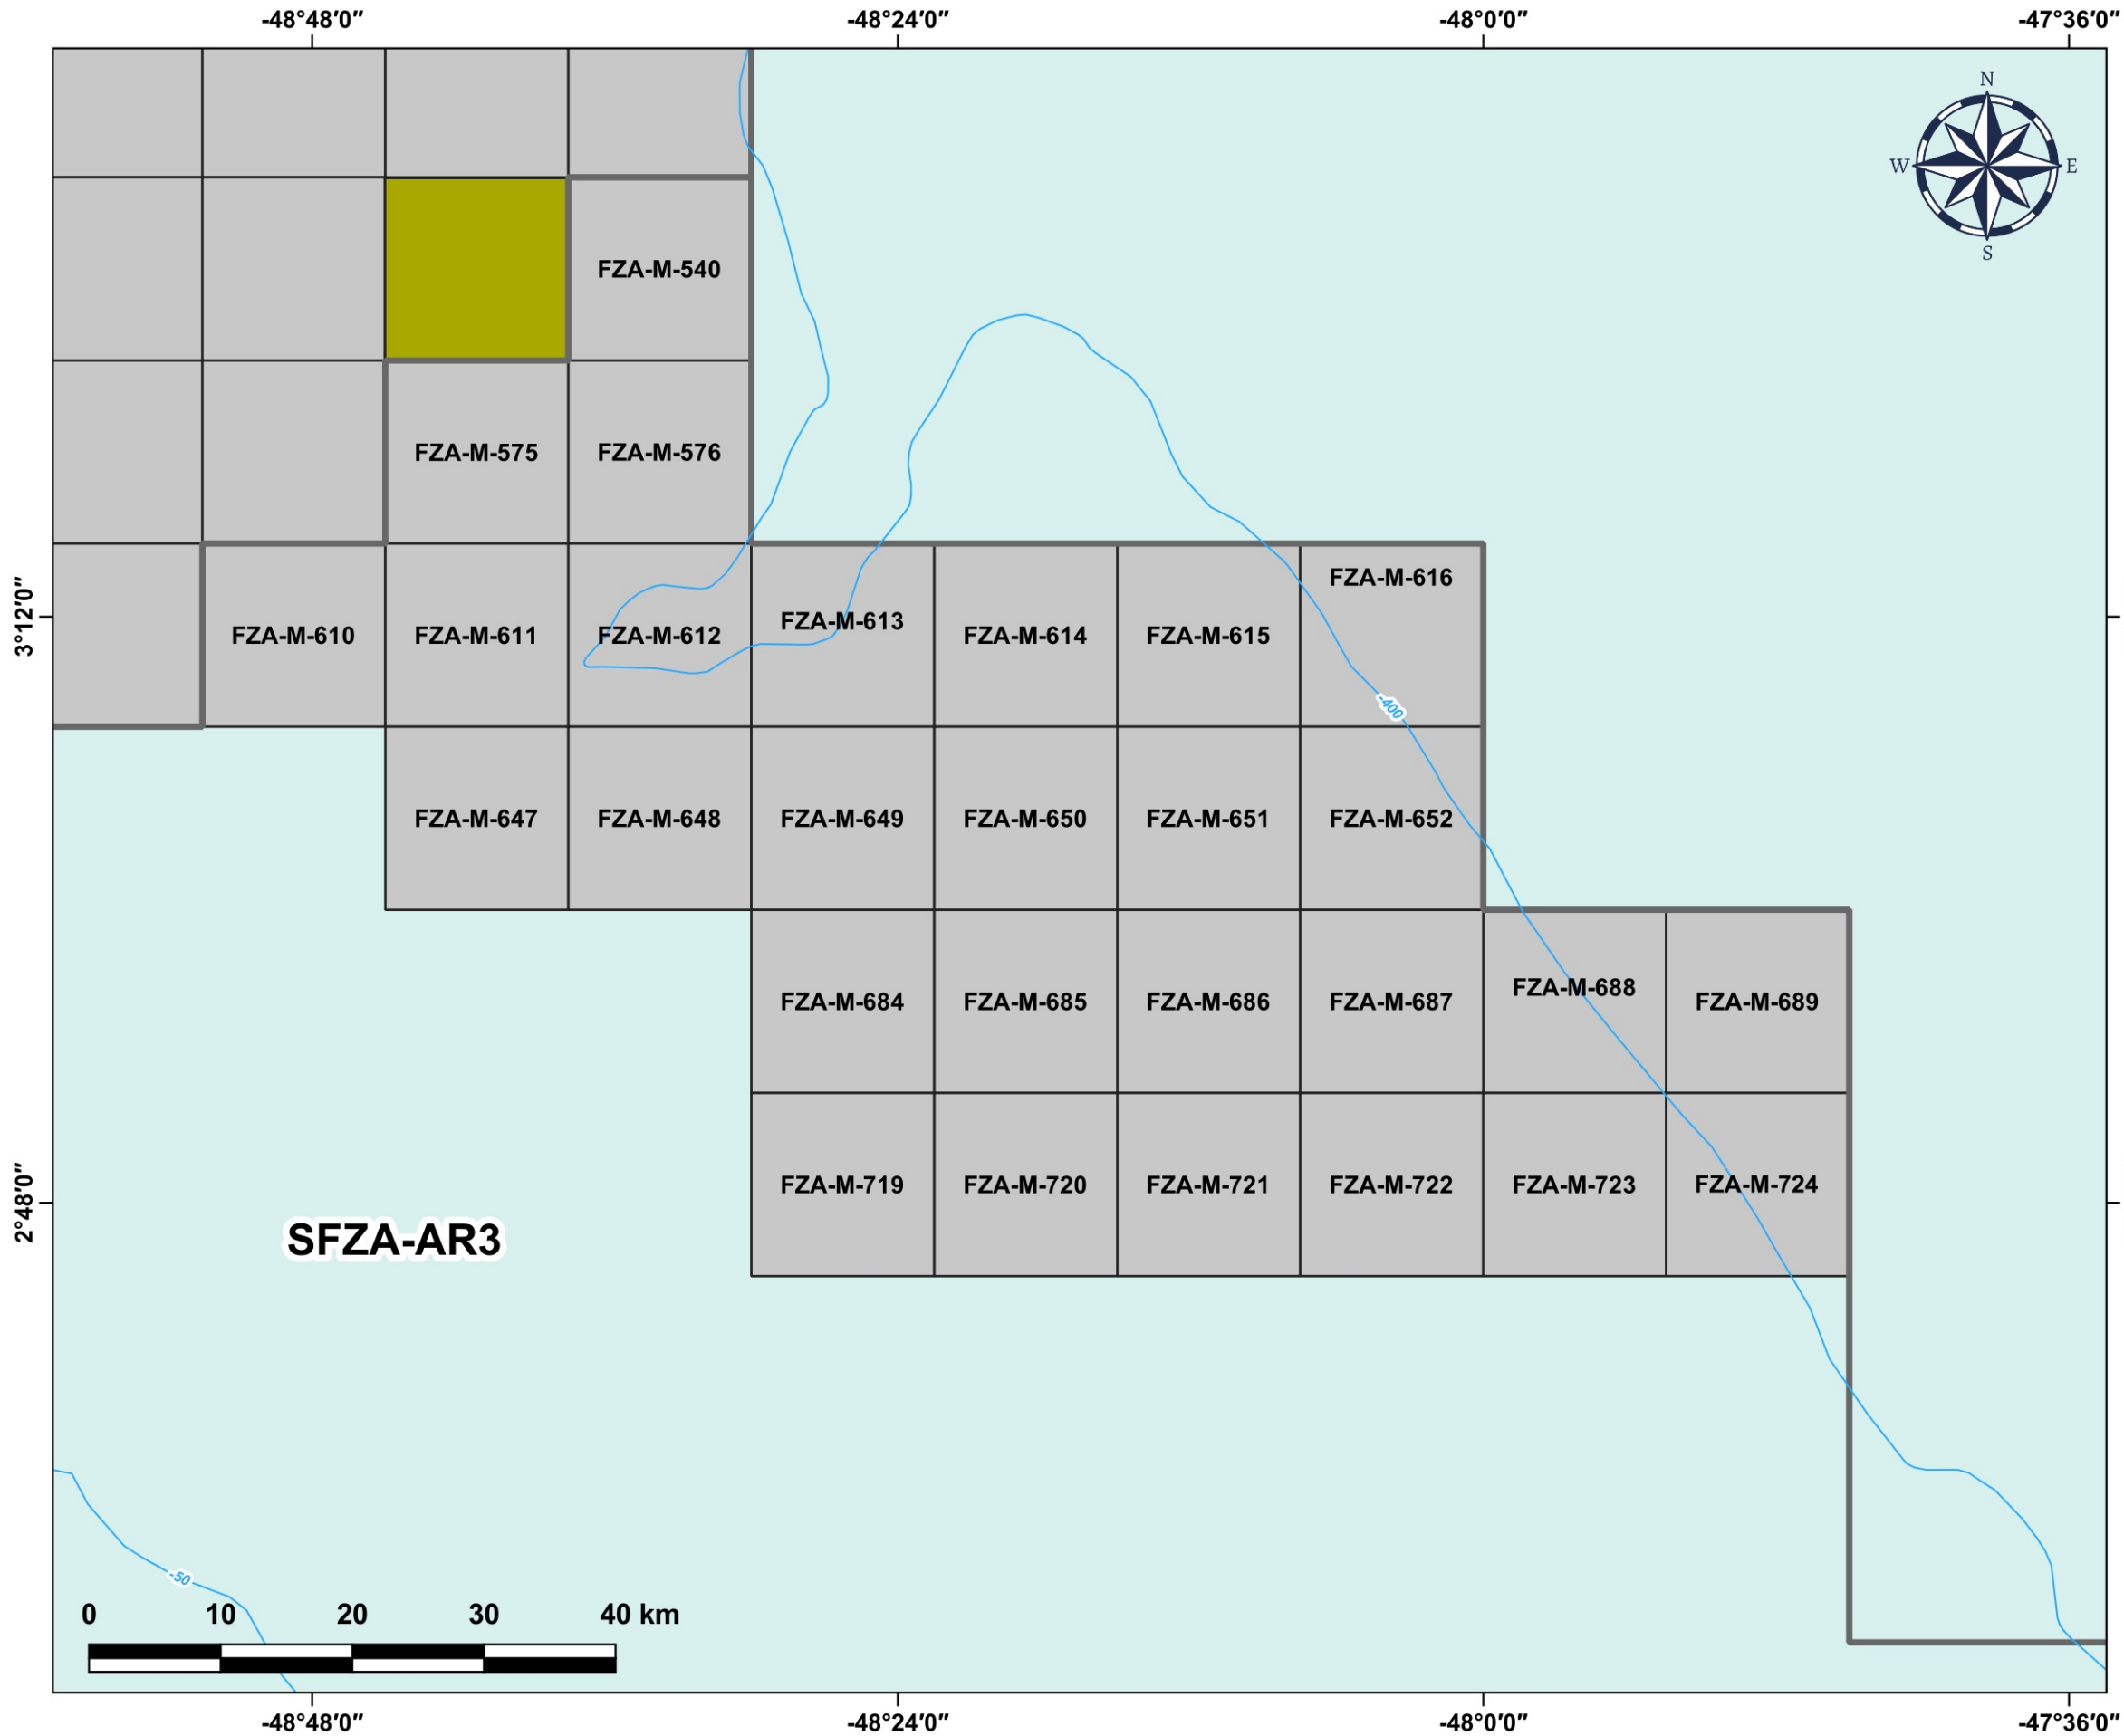 -48°48'0" -48°24'0" -48°0'0" -47°36'0"
N
W E
S
FZA-M-540
FZA-M-575 FZA-M-576
3°12'0"
FZA-M-610 FZA-M-611 FZA-M-612 FZA-M-613 FZA-M-614 FZA-M-615 FZA-M-616
-400
FZA-M-647 FZA-M-648 FZA-M-649 FZA-M-650 FZA-M-651 FZA-M-652
FZA-M-684 FZA-M-685 FZA-M-686 FZA-M-687 FZA-M-688 FZA-M-689
2°48'0"
FZA-M-719 FZA-M-720 FZA-M-721 FZA-M-722 FZA-M-723 FZA-M-724
SFZA-AR3
-50
0 10 20 30 40 km
-48°48'0" -48°24'0" -48°0'0" -47°36'0"